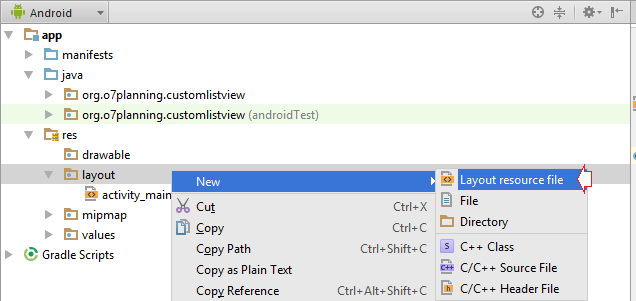 Android
app
manifests
java
org.o7planning.customlistview
org.o7planning.customlistview (androidTest)
res
drawable
layout
activity_main
mipmap
values
Gradle Scripts
New
Cut Ctrl+X
Copy Ctrl+C
Copy Path Ctrl+Shift+C
Copy as Plain Text
Copy Reference Ctrl+Alt+Shift+C
Layout resource file
File
Directory
S C++ Class
C++ C/C++ Source File
h C/C++ Header File